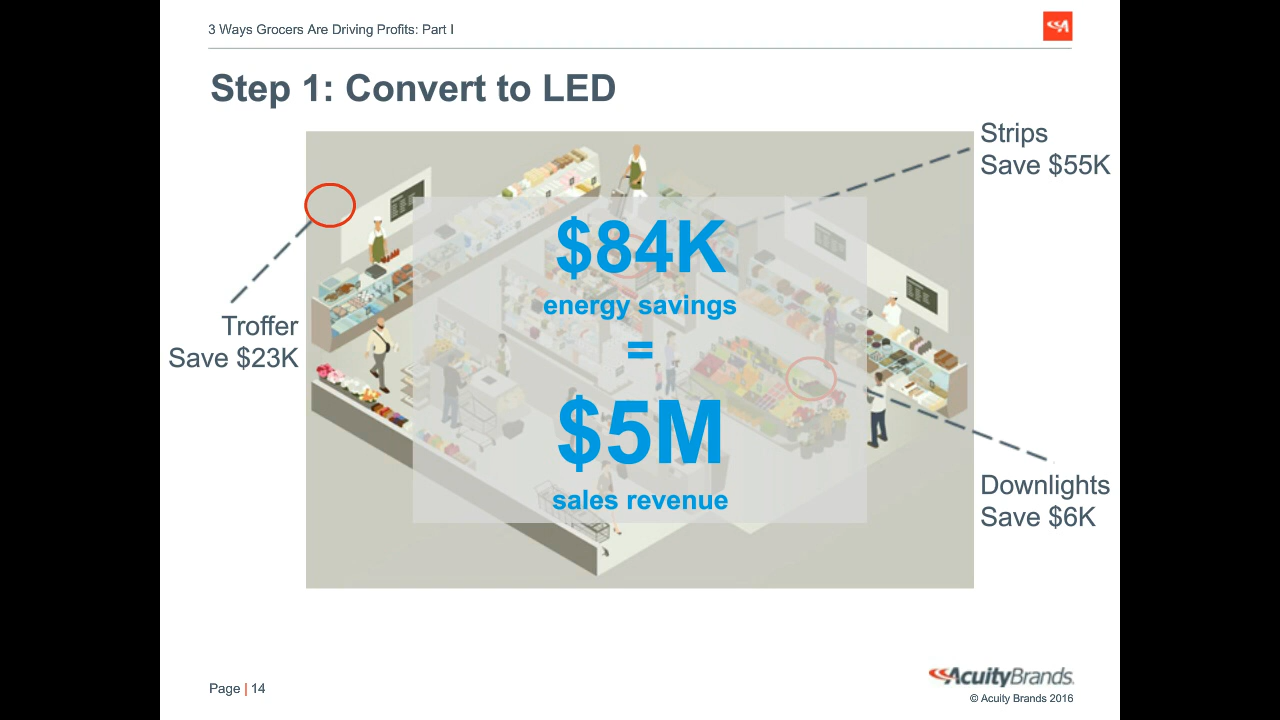 3 Ways Grocers Are Driving Profits: Part I
Step 1: Convert to LED
Strips
Save $55K
$84K
energy savings
=
$5M
sales revenue
Troffer
Save $23K
Downlights
Save $6K
Page | 14
AcuityBrands.
© Acuity Brands 2016